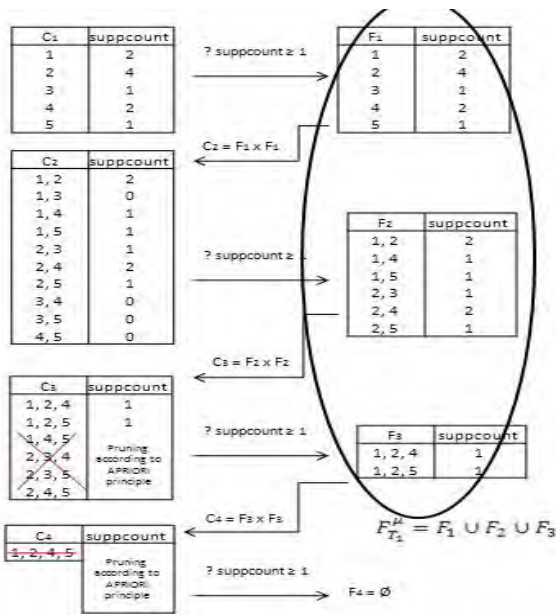 C1 suppcount
1 2
2 4
3 1
4 2
5 1
? suppcount ≥ 1
F1 suppcount
1 2
2 4
3 1
4 2
5 1
C2 = F1 x F1
C2 suppcount
1, 2 2
1, 3 0
1, 4 1
1, 5 1
2, 3 1
2, 4 2
2, 5 1
3, 4 0
3, 5 0
4, 5 0
? suppcount ≥ 1
F2 suppcount
1, 2 2
1, 4 1
1, 5 1
2, 3 1
2, 4 2
2, 5 1
C3 = F2 x F2
C3 suppcount
1, 2, 4 1
1, 2, 5 1
1, 4, 5
2, 3, 4
2, 3, 5
2, 4, 5
Pruning
according to
APRIORI
principle
? suppcount ≥ 1
F3 suppcount
1, 2, 4 1
1, 2, 5 1
C4 = F3 x F3
F^μ_T1 = F1 ∪ F2 ∪ F3
C4 suppcount
1, 2, 4, 5
Pruning
according to
APRIORI
principle
? suppcount ≥ 1
F4 = Ø